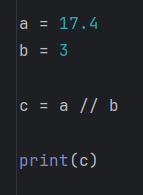 a = 17.4
b = 3
c = a // b
print(c)